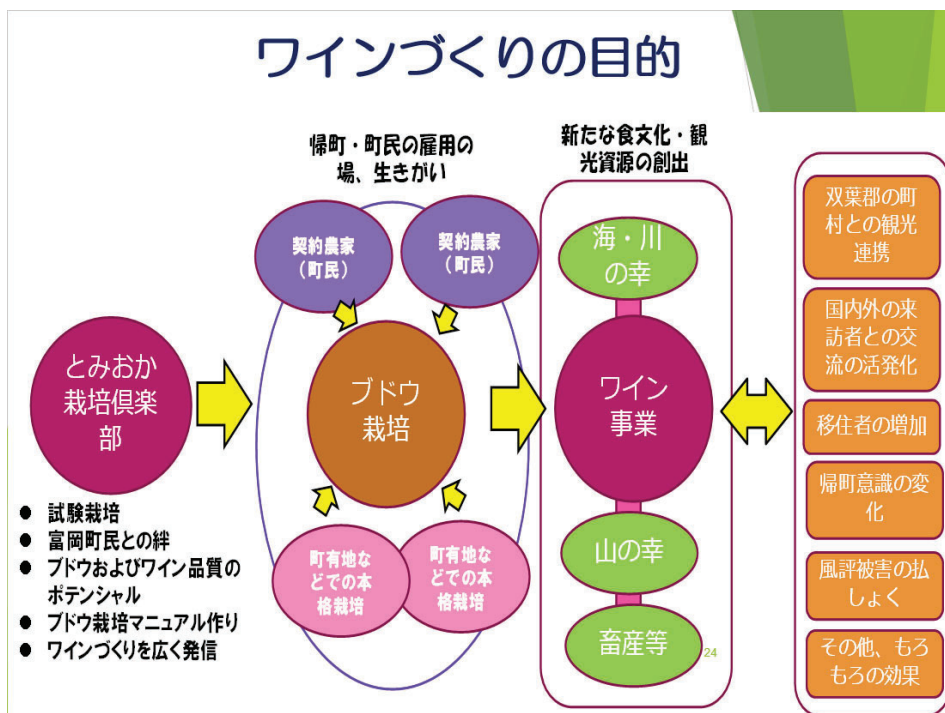 ワインづくりの目的
帰町・町民の雇用の
場、生きがい
新たな食文化・観
光資源の創出
契約農家
(町民)
契約農家
(町民)
とみおか
栽培倶楽
部
ブドウ
栽培
町有地な
どでの本
格栽培
町有地な
どでの本
格栽培
● 試験栽培
● 富岡町民との絆
● ブドウおよびワイン品質の
ポテンシャル
● ブドウ栽培マニュアル作り
● ワインづくりを広く発信
海・川
の幸
ワイン
事業
山の幸
畜産等
24
双葉郡の町
村との観光
連携
国内外の来
訪者との交
流の活発化
移住者の増加
帰町意識の変
化
風評被害の払
しょく
その他、もろ
もろの効果